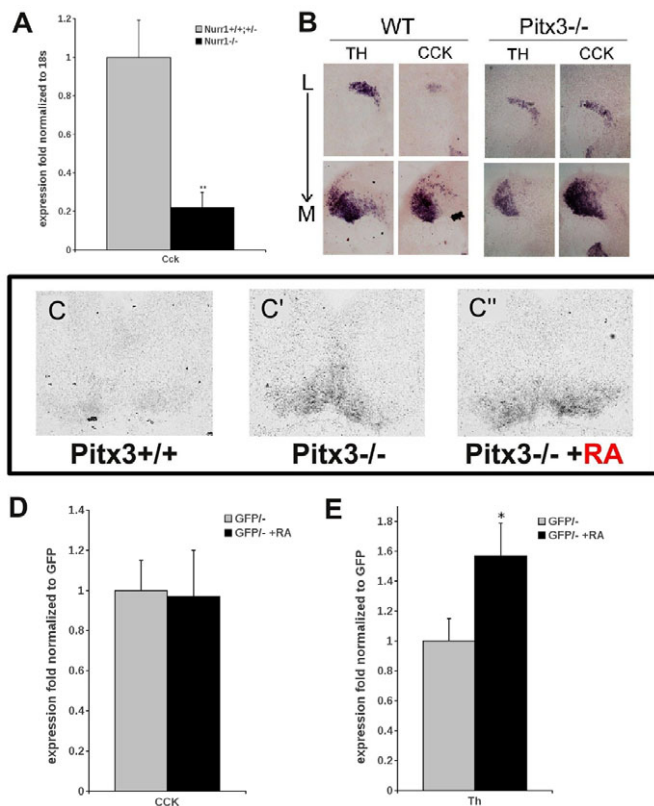 A
expression fold normalized to 18s
1.2
1
0.8
0.6
0.4
0.2
0
Nurr1+/+;+/-
Nurr1-/-
**
Cck
B
WT
Pitx3-/-
TH
CCK
TH
CCK
L
M
C
C'
C"
Pitx3+/+
Pitx3-/-
Pitx3-/- +RA
D
expression fold normalized to GFP
1.4
1.2
1
0.8
0.6
0.4
0.2
0
GFP/-
GFP/- +RA
CCK
E
expression fold normalized to GFP
1.8
1.6
1.4
1.2
1
0.8
0.6
0.4
0.2
0
GFP/-
GFP/- +RA
*
Th